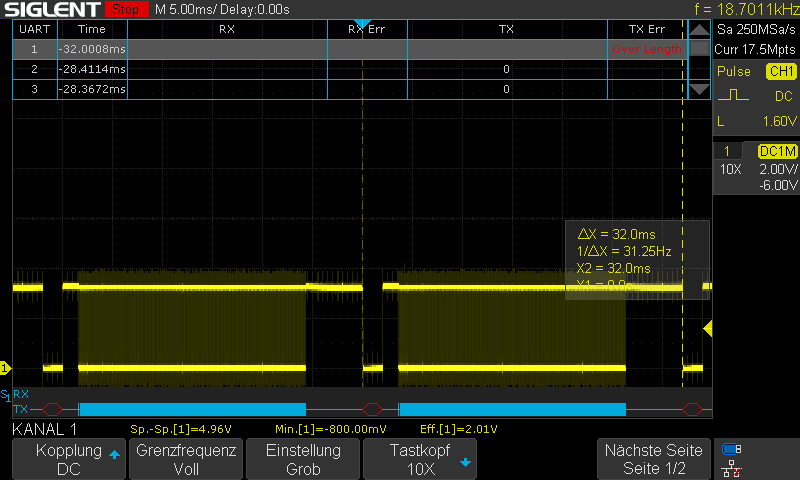 SIGLENT Stop M 5.00ms/ Delay:0.00s f = 18.7011kHz
UART Time RX RX Err TX TX Err
1 -32.0008ms Over Length
2 -28.4114ms 0
3 -28.3672ms 0
Sa 250MSa/s
Curr 17.5Mpts
Pulse CH1
DC
L 1.60V
1 DC1M
10X 2.00V/
-6.00V
ΔX = 32.0ms
1/ΔX = 31.25Hz
X2 = 32.0ms
X1 = 0.0s
1
S1 RX
TX
KANAL 1 Sp.-Sp.[1]=4.96V Min.[1]=-800.00mV Eff.[1]=2.01V
Kopplung Grenzfrequenz Einstellung Tastkopf Nächste Seite
DC Voll Grob 10X Seite 1/2